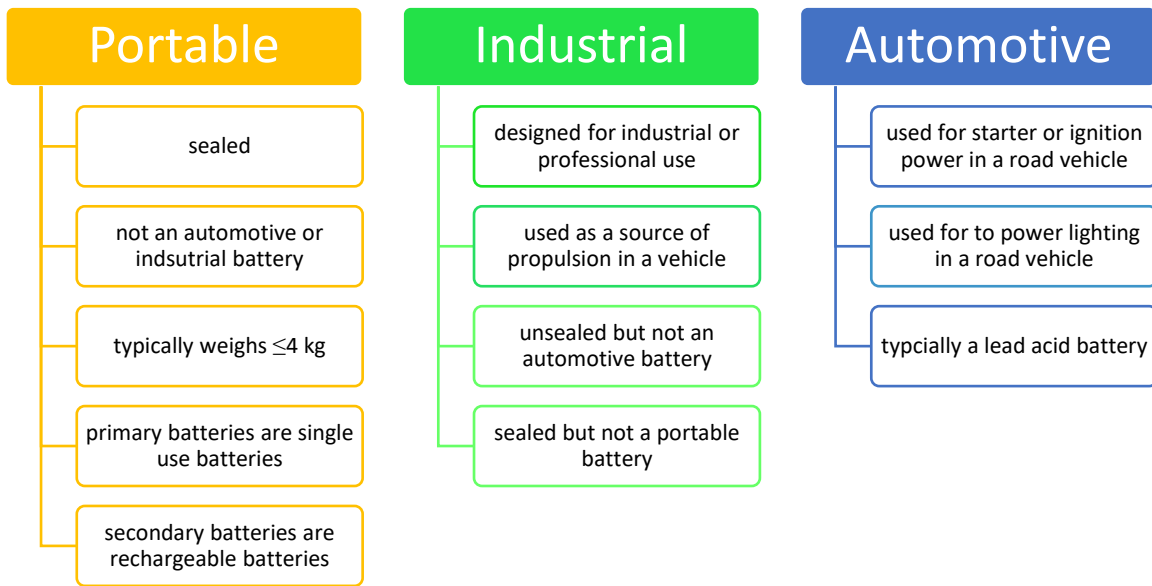 Portable
sealed
not an automotive or
indsutrial battery
typically weighs ≤4 kg
primary batteries are single
use batteries
secondary batteries are
rechargeable batteries
Industrial
designed for industrial or
professional use
used as a source of
propulsion in a vehicle
unsealed but not an
automotive battery
sealed but not a portable
battery
Automotive
used for starter or ignition
power in a road vehicle
used for to power lighting
in a road vehicle
typcially a lead acid battery